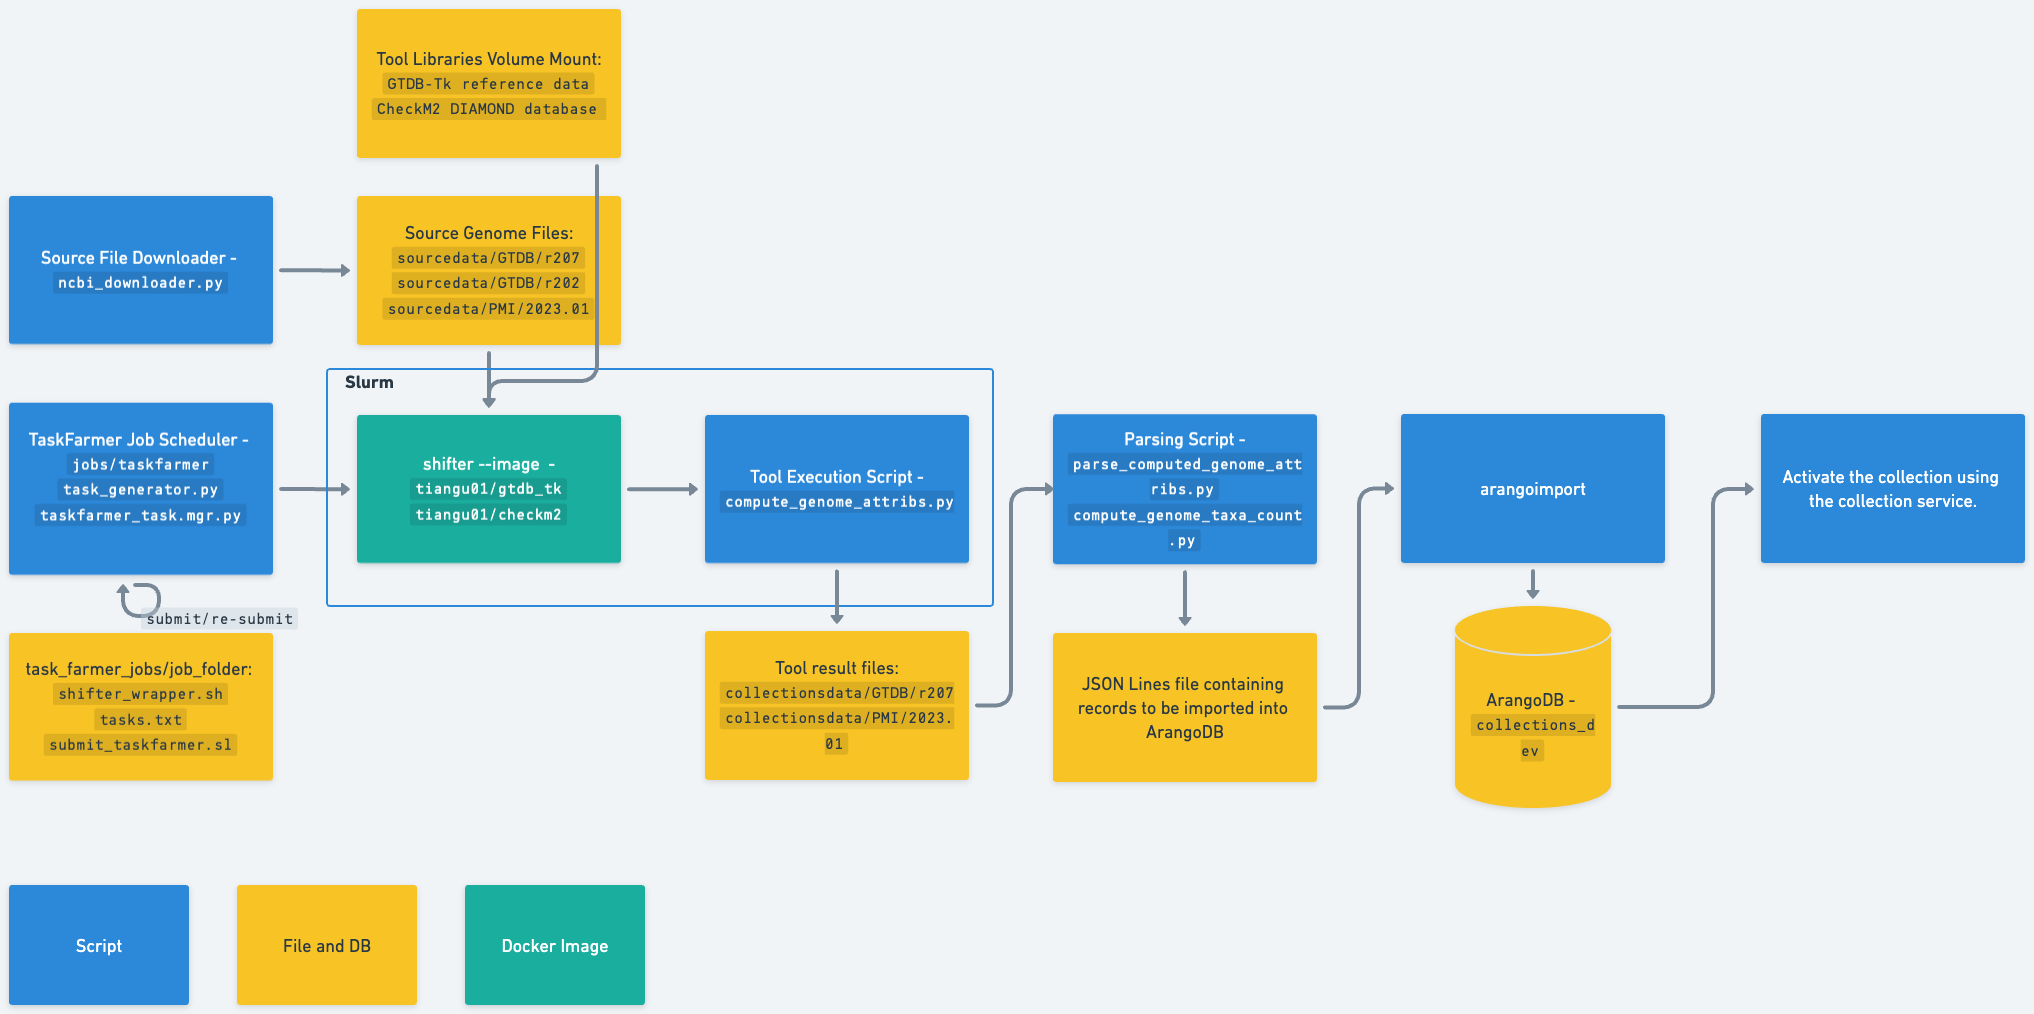 Tool Libraries Volume Mount:
GTDB-Tk reference data
CheckM2 DIAMOND database
Source File Downloader -
ncbi_downloader.py
Source Genome Files:
sourcedata/GTDB/r207
sourcedata/GTDB/r202
sourcedata/PMI/2023.01
Slurm
TaskFarmer Job Scheduler -
jobs/taskfarmer
task_generator.py
taskfarmer_task.mgr.py
shifter --image -
tiangu01/gtdb_tk
tiangu01/checkm2
Tool Execution Script -
compute_genome_attribs.py
Parsing Script -
parse_computed_genome_att
ribs.py
compute_genome_taxa_count
.py
arangoimport
Activate the collection using
the collection service.
submit/re-submit
task_farmer_jobs/job_folder:
shifter_wrapper.sh
tasks.txt
submit_taskfarmer.sl
Tool result files:
collectionsdata/GTDB/r207
collectionsdata/PMI/2023.
01
JSON Lines file containing
records to be imported into
ArangoDB
ArangoDB -
collections_d
ev
Script
File and DB
Docker Image